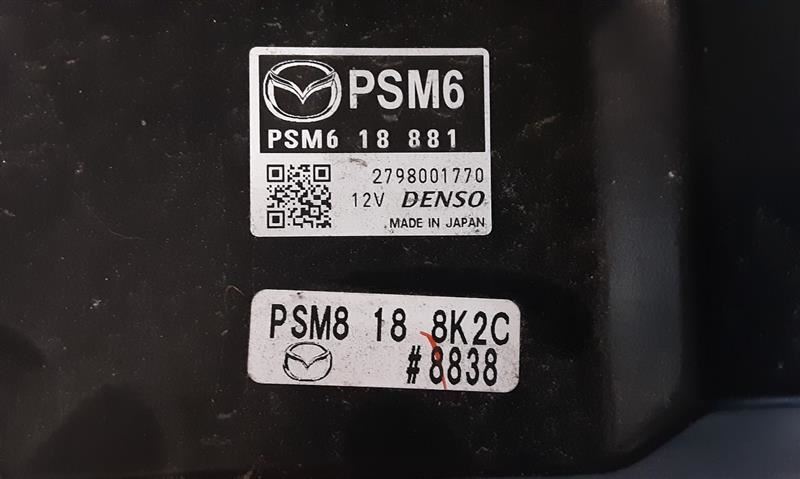 PSM6
PSM6 18 881
2798001770
12V DENSO
MADE IN JAPAN
PSM8 18 8K2C
#8838